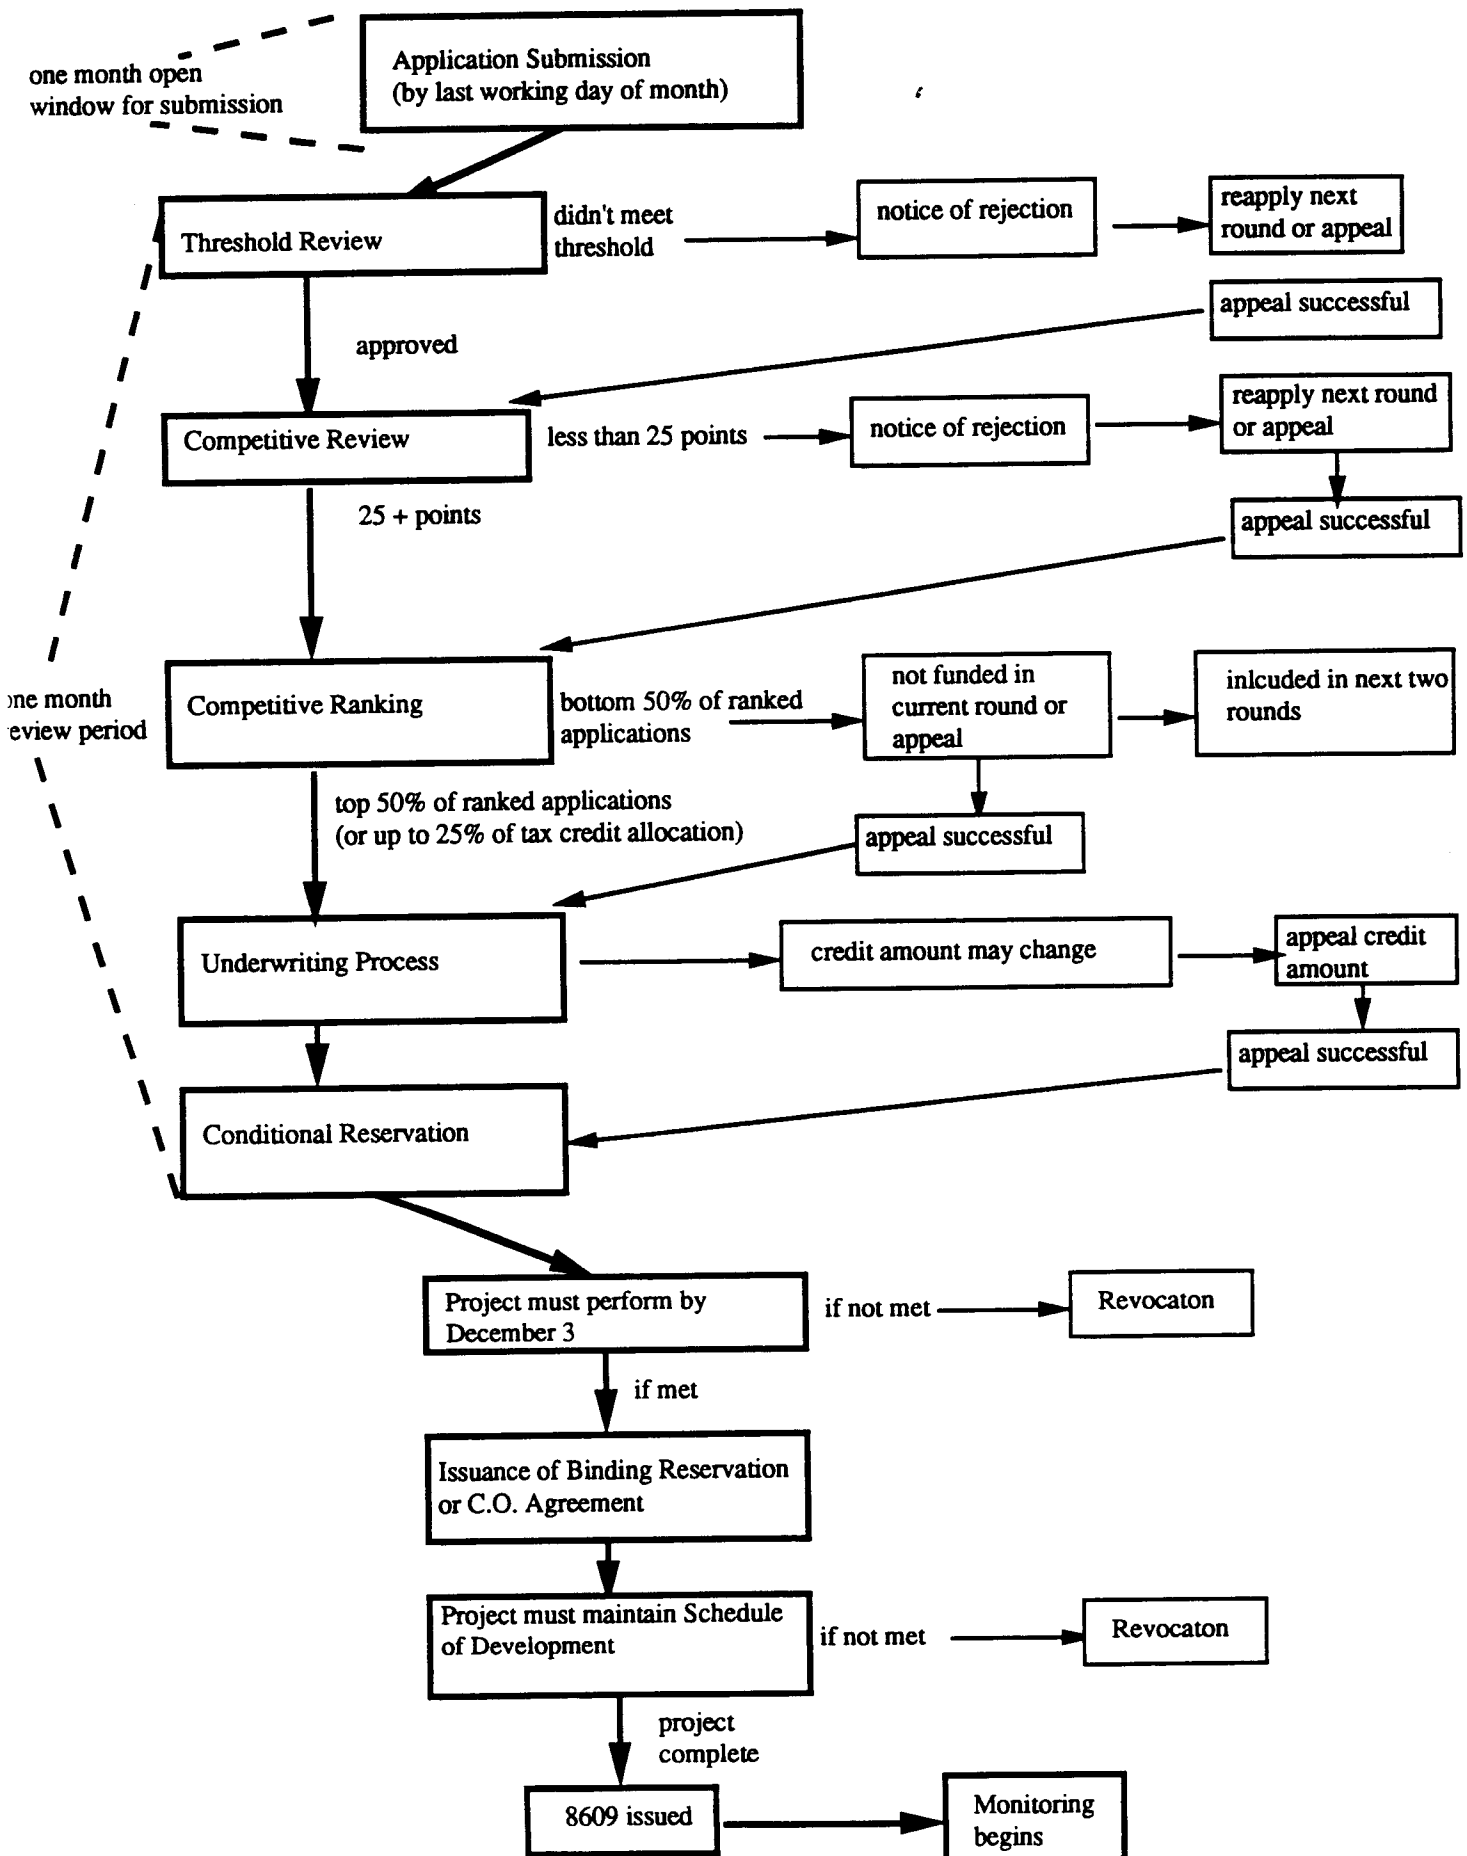 Application Submission
(by last working day of month)
one month open
window for submission
Threshold Review
didn't meet
threshold
notice of rejection
reapply next
round or appeal
appeal successful
approved
Competitive Review
less than 25 points
notice of rejection
reapply next round
or appeal
25 + points
appeal successful
Competitive Ranking
bottom 50% of ranked
applications
not funded in
current round or
appeal
inlcuded in next two
rounds
one month
review period
top 50% of ranked applications
(or up to 25% of tax credit allocation)
appeal successful
Underwriting Process
credit amount may change
appeal credit
amount
appeal successful
Conditional Reservation
Project must perform by
December 3
if not met
Revocaton
if met
Issuance of Binding Reservation
or C.O. Agreement
Project must maintain Schedule
of Development
if not met
Revocaton
project
complete
8609 issued
Monitoring
begins